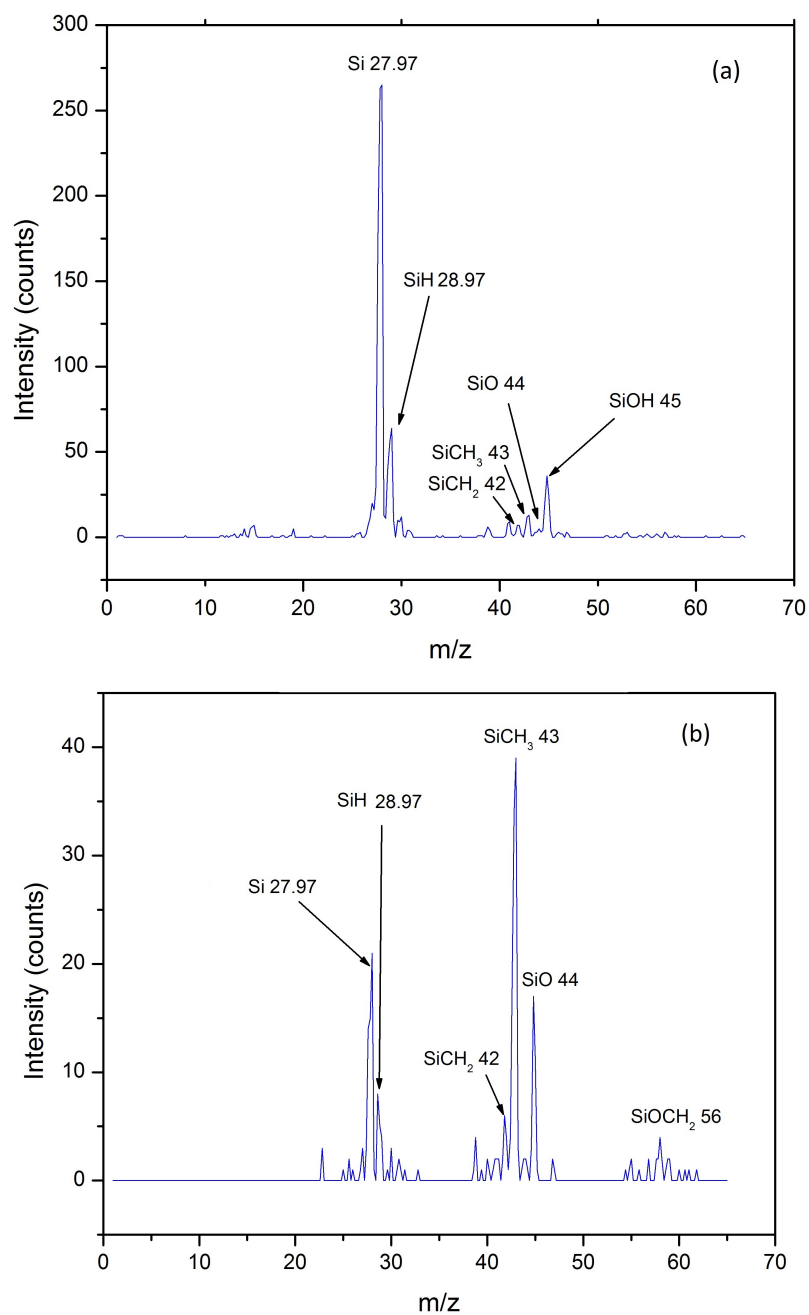 (a)
Si 27.97
SiH 28.97
SiO 44
SiOH 45
SiCH₃ 43
SiCH₂ 42
300
250
200
150
100
50
0
Intensity (counts)
0 10 20 30 40 50 60 70
m/z
(b)
SiCH₃ 43
SiH 28.97
Si 27.97
SiO 44
SiCH₂ 42
SiOCH₂ 56
40
30
20
10
0
Intensity (counts)
0 10 20 30 40 50 60 70
m/z